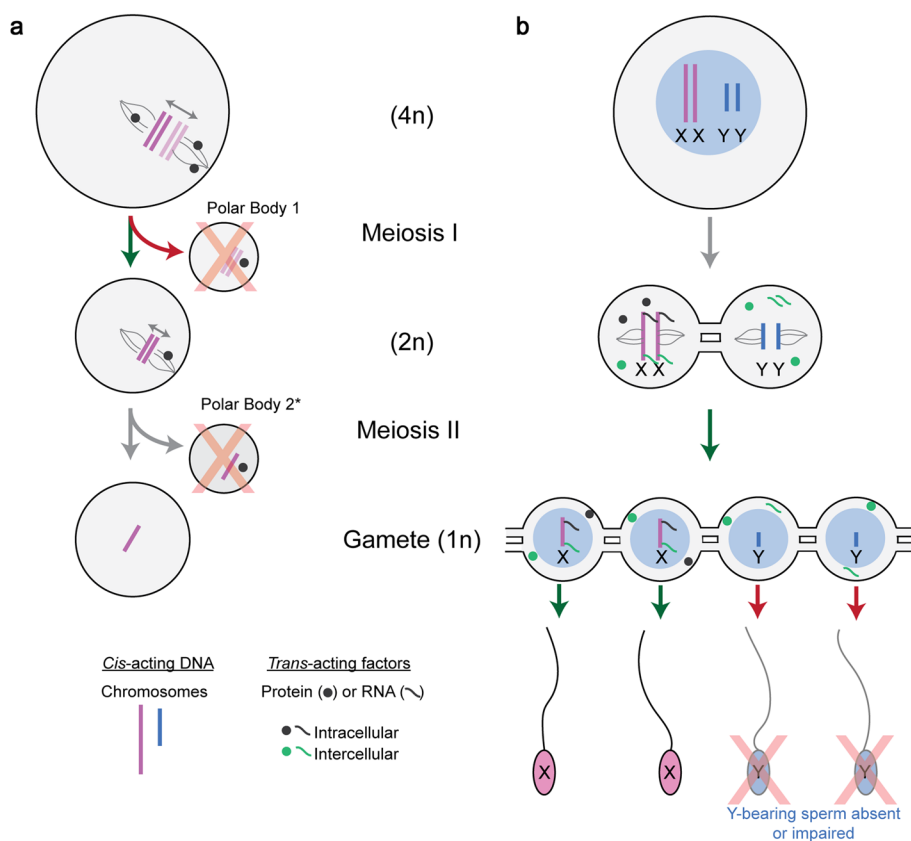 a
b
(4n)
X X Y Y
Polar Body 1
Meiosis I
(2n)
X X
Y Y
Polar Body 2*
Meiosis II
Gamete (1n)
X
X
Y
Y
Cis-acting DNA
Chromosomes
Trans-acting factors
Protein ( ) or RNA ( )
Intracellular
Intercellular
X
X
Y
Y
Y-bearing sperm absent
or impaired